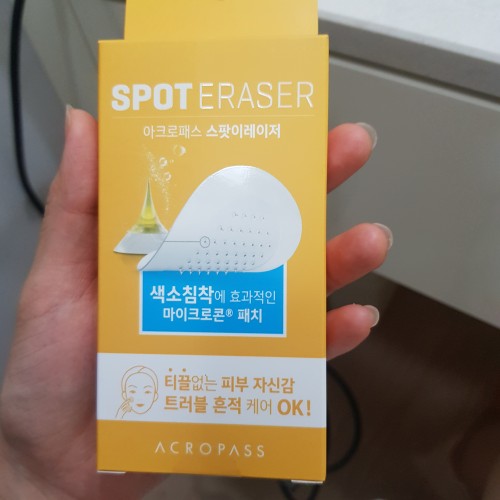 SPOT ERASER
아크로패스 스팟이레이저
색소침착에 효과적인
마이크로콘® 패치
티끌없는 피부 자신감
트러블 흔적 케어 OK!
ACROPASS